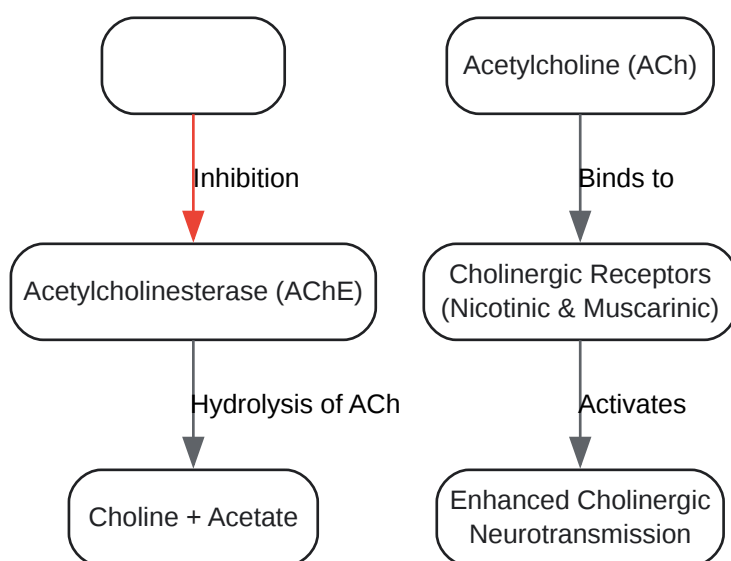 Acetylcholine (ACh)
Inhibition
Binds to
Acetylcholinesterase (AChE)
Cholinergic Receptors
(Nicotinic & Muscarinic)
Hydrolysis of ACh
Activates
Choline + Acetate
Enhanced Cholinergic
Neurotransmission